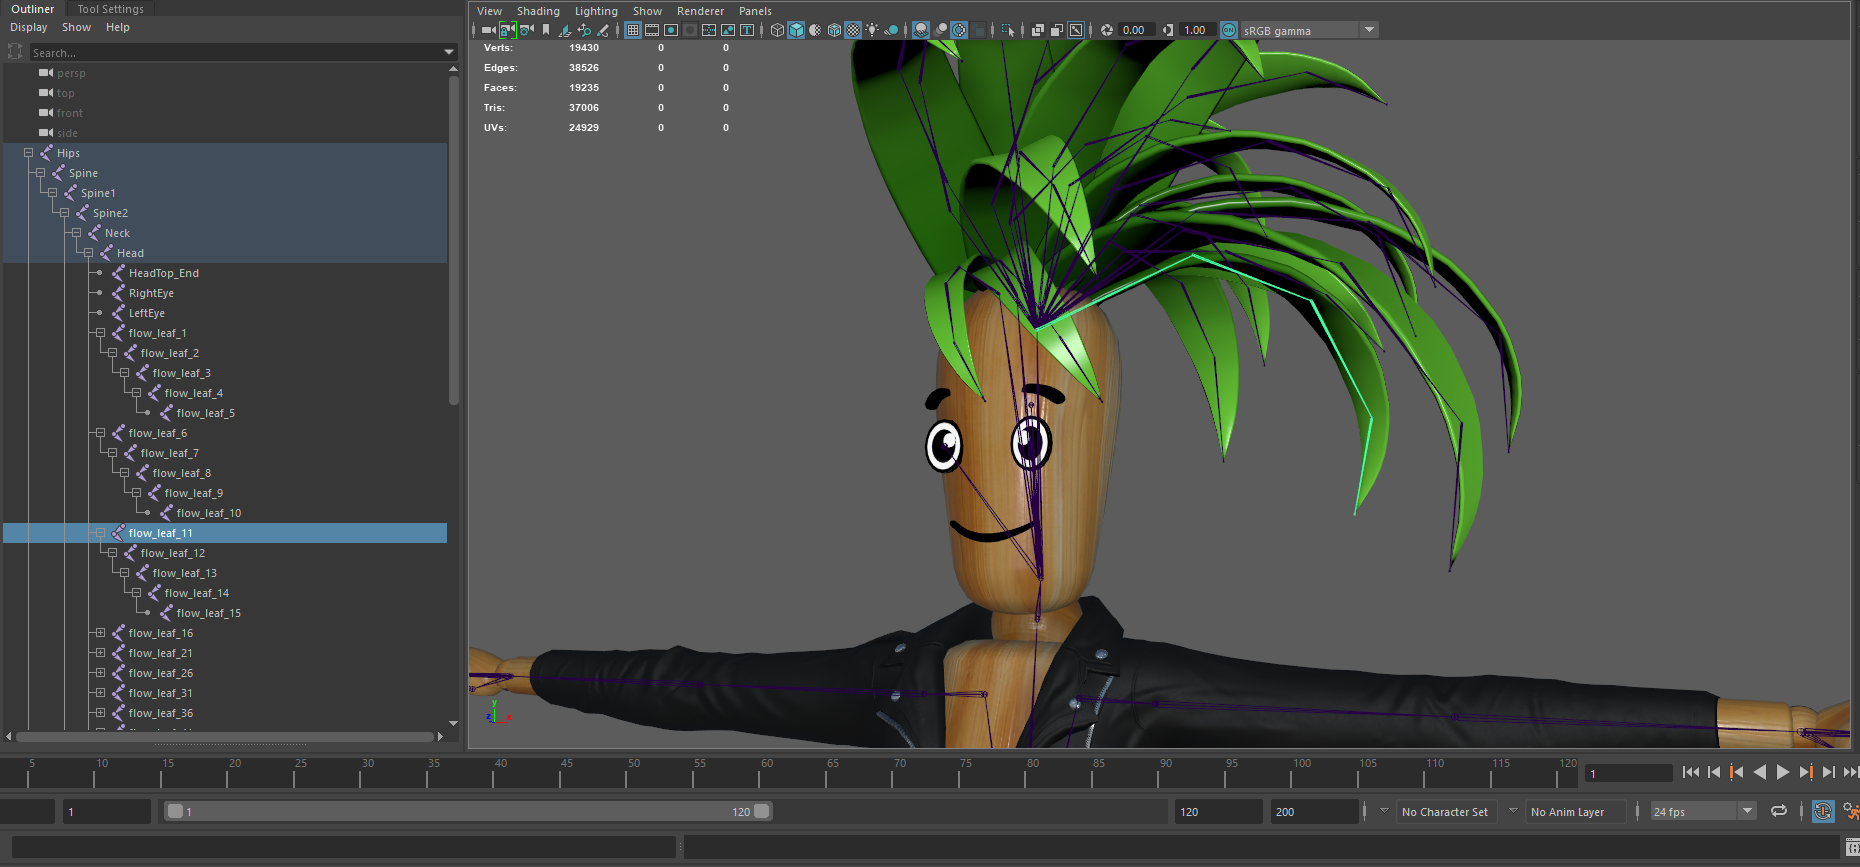 Outliner Tool Settings
Display Show Help
Search...
persp
top
front
side
Hips
Spine
Spine1
Spine2
Neck
Head
HeadTop_End
RightEye
LeftEye
flow_leaf_1
flow_leaf_2
flow_leaf_3
flow_leaf_4
flow_leaf_5
flow_leaf_6
flow_leaf_7
flow_leaf_8
flow_leaf_9
flow_leaf_10
flow_leaf_11
flow_leaf_12
flow_leaf_13
flow_leaf_14
flow_leaf_15
flow_leaf_16
flow_leaf_21
flow_leaf_26
flow_leaf_31
flow_leaf_36
View Shading Lighting Show Renderer Panels
0.00 1.00 ON sRGB gamma
Verts: 19430 0 0
Edges: 38526 0 0
Faces: 19235 0 0
Tris: 37006 0 0
UVs: 24929 0 0
y
z x
5 10 15 20 25 30 35 40 45 50 55 60 65 70 75 80 85 90 95 100 105 110 115 120 1
1 1 120 120 200 No Character Set No Anim Layer 24 fps